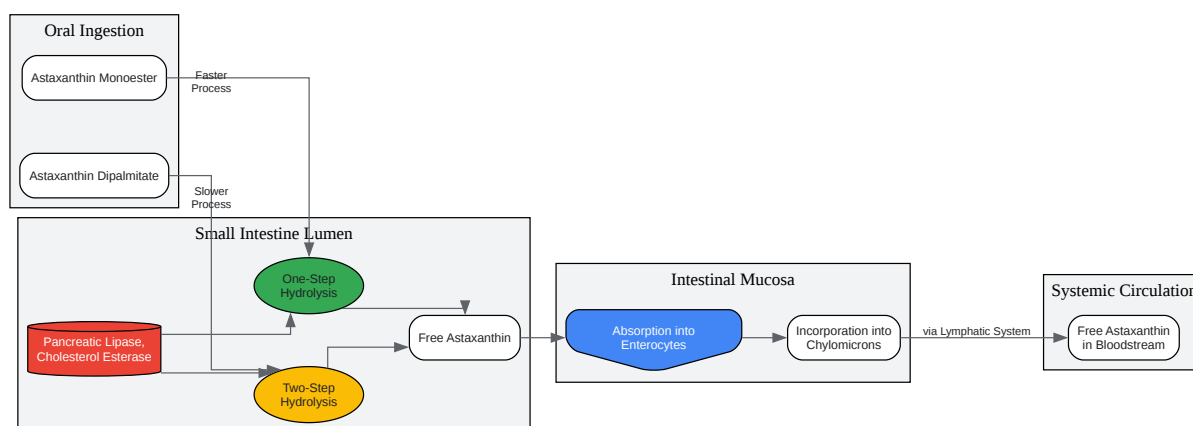 Oral Ingestion
Astaxanthin Monoester
Faster
Process
Astaxanthin Dipalmitate
Slower
Process
Small Intestine Lumen
One-Step
Hydrolysis
Pancreatic Lipase,
Cholesterol Esterase
Two-Step
Hydrolysis
Free Astaxanthin
Intestinal Mucosa
Absorption into
Enterocytes
Incorporation into
Chylomicrons
via Lymphatic System
Systemic Circulation
Free Astaxanthin
in Bloodstream